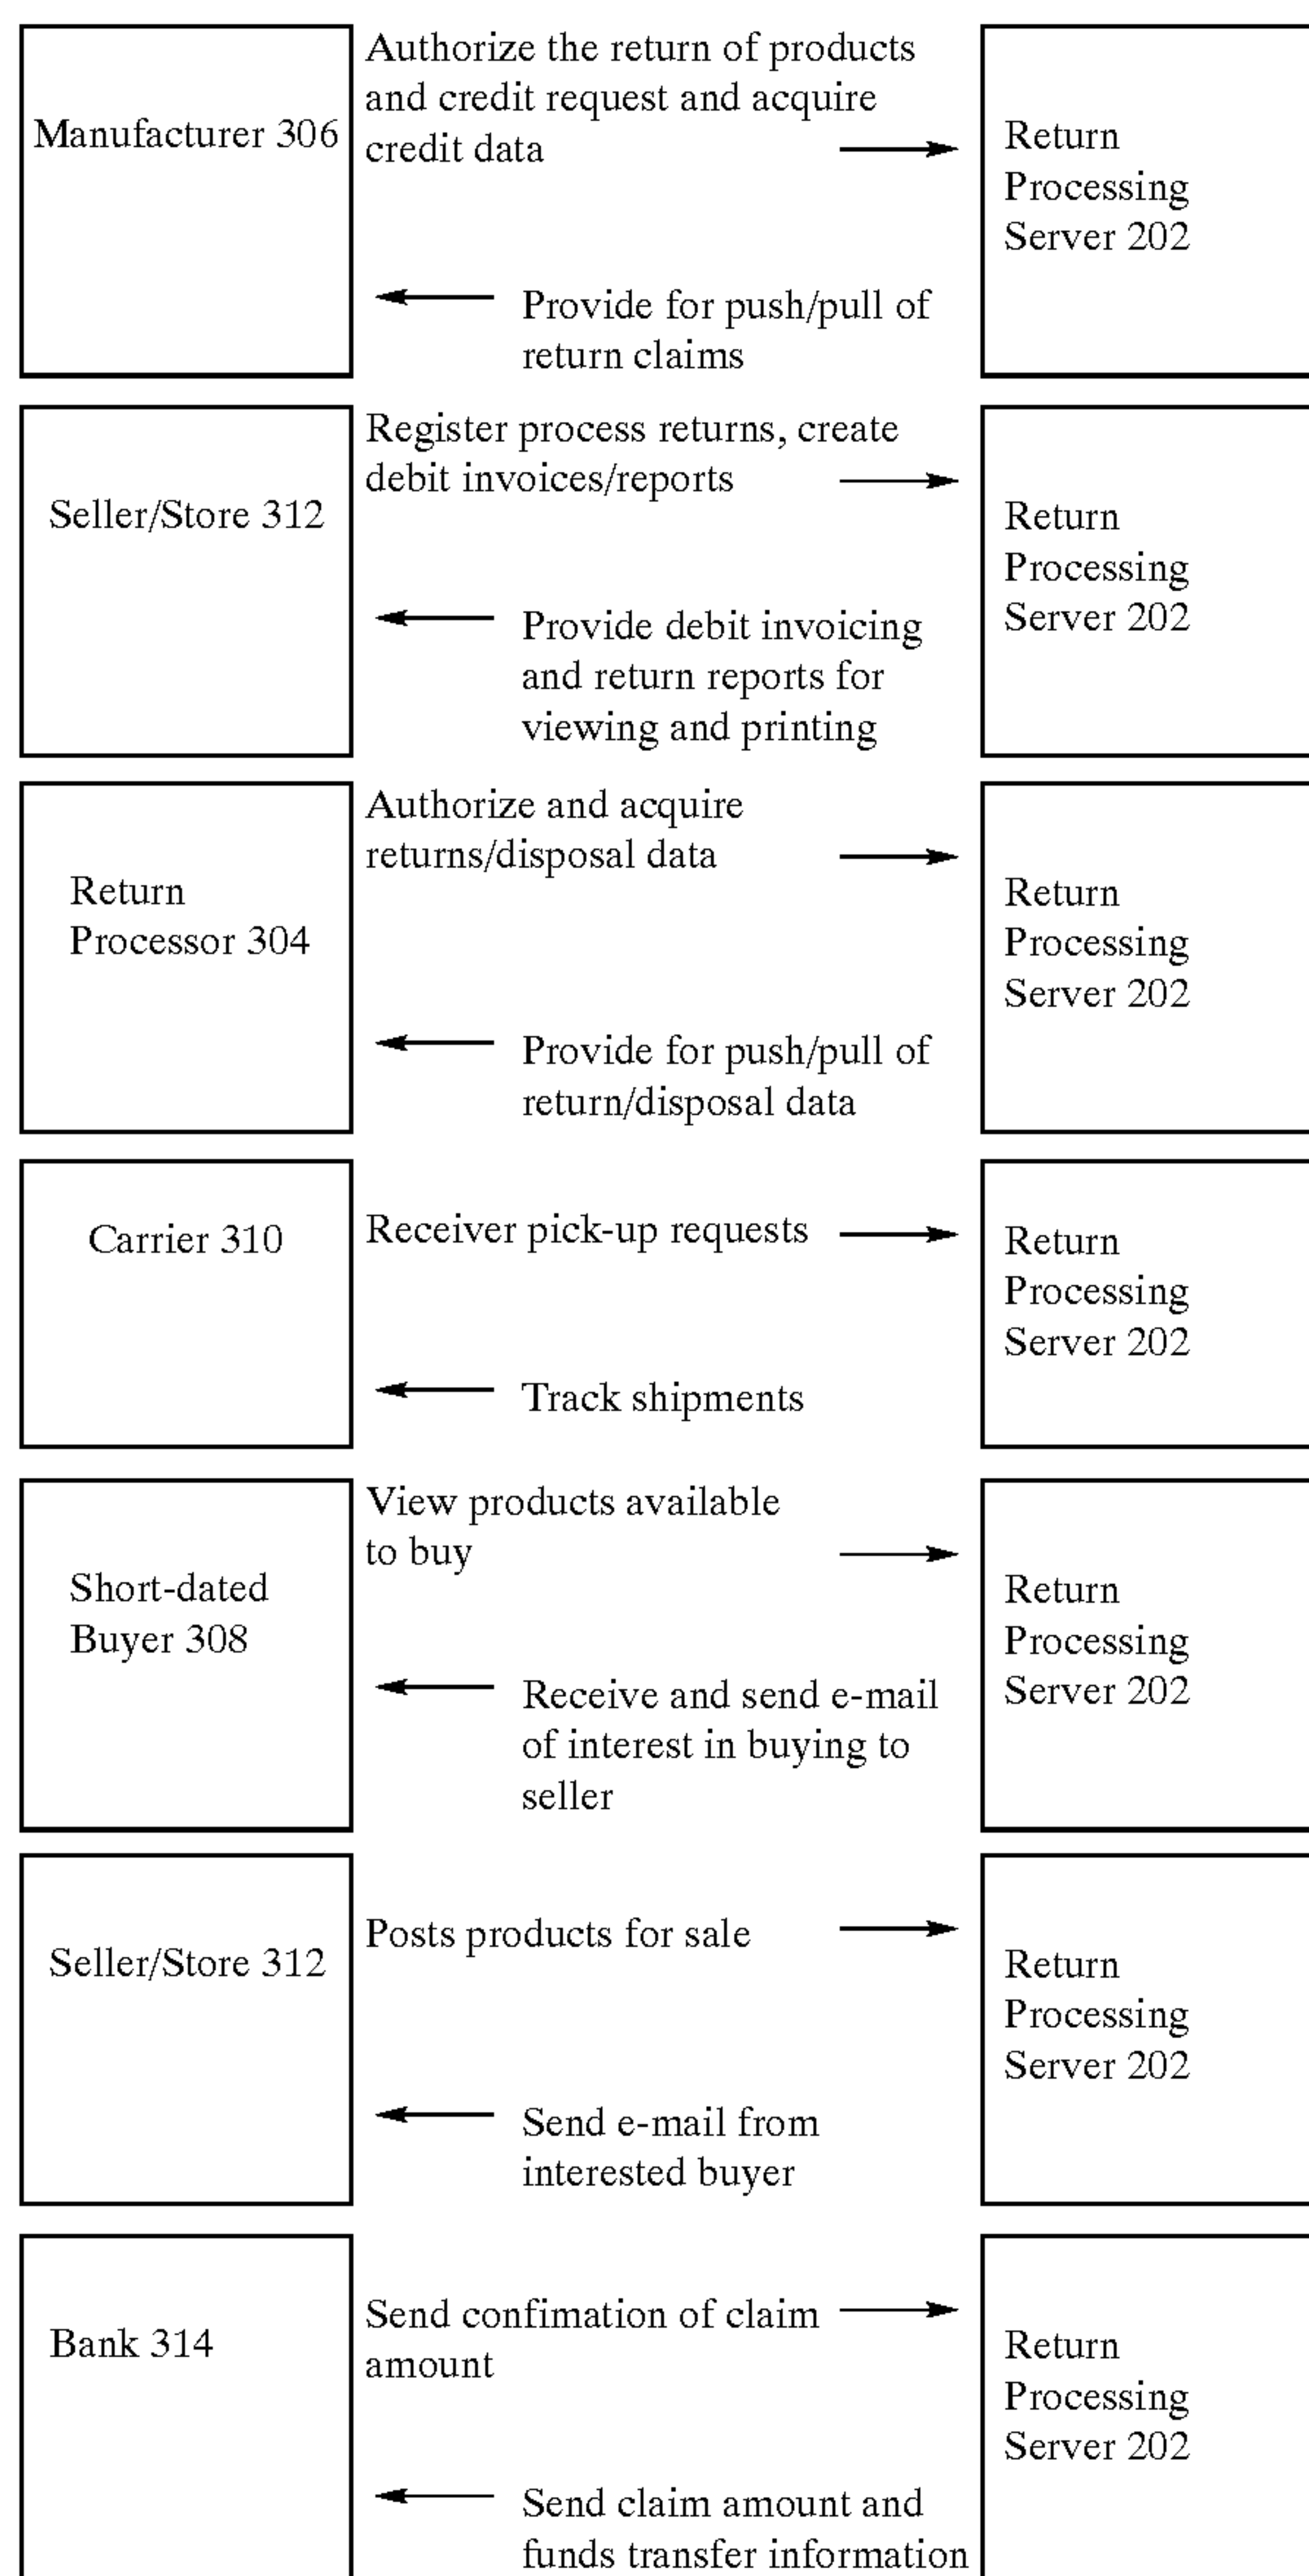 Manufacturer 306
Authorize the return of products
and credit request and acquire
credit data
Provide for push/pull of
return claims
Return
Processing
Server 202
Seller/Store 312
Register process returns, create
debit invoices/reports
Provide debit invoicing
and return reports for
viewing and printing
Return
Processing
Server 202
Return
Processor 304
Authorize and acquire
returns/disposal data
Provide for push/pull of
return/disposal data
Return
Processing
Server 202
Carrier 310
Receiver pick-up requests
Track shipments
Return
Processing
Server 202
Short-dated
Buyer 308
View products available
to buy
Receive and send e-mail
of interest in buying to
seller
Return
Processing
Server 202
Seller/Store 312
Posts products for sale
Send e-mail from
interested buyer
Return
Processing
Server 202
Bank 314
Send confimation of claim
amount
Send claim amount and
funds transfer information
Return
Processing
Server 202